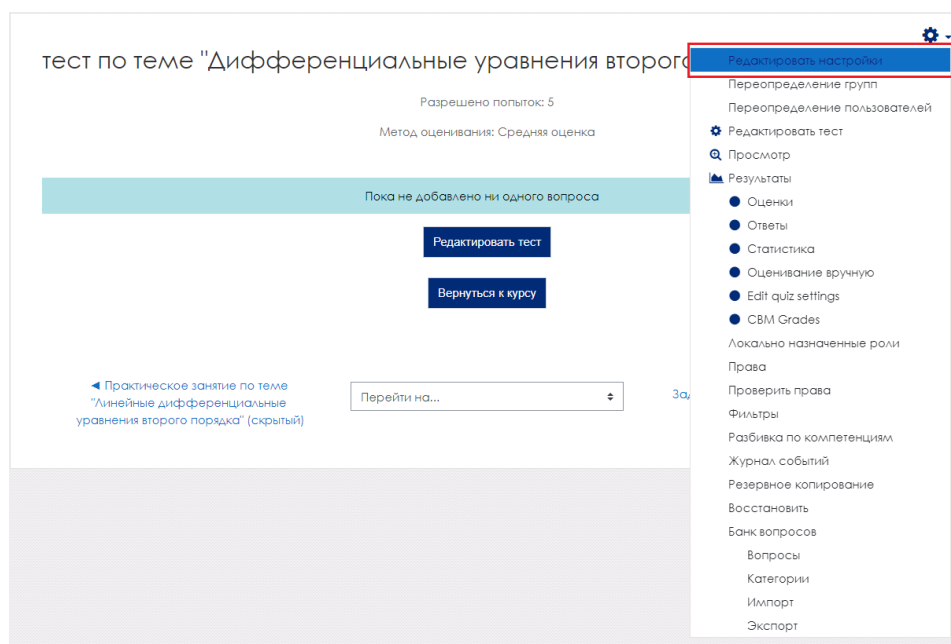 тест по теме "Дифференциальные уравнения второго
Разрешено попыток: 5
Метод оценивания: Средняя оценка
Пока не добавлено ни одного вопроса
Редактировать тест
Вернуться к курсу
◄ Практическое занятие по теме
"Линейные дифференциальные
уравнения второго порядка" (скрытый)
Перейти на...
Редактировать настройки
Переопределение групп
Переопределение пользователей
Редактировать тест
Просмотр
Результаты
Оценки
Ответы
Статистика
Оценивание вручную
Edit quiz settings
CBM Grades
Локально назначенные роли
Права
Проверить права
Фильтры
Разбивка по компетенциям
Журнал событий
Резервное копирование
Восстановить
Банк вопросов
Вопросы
Категории
Импорт
Экспорт